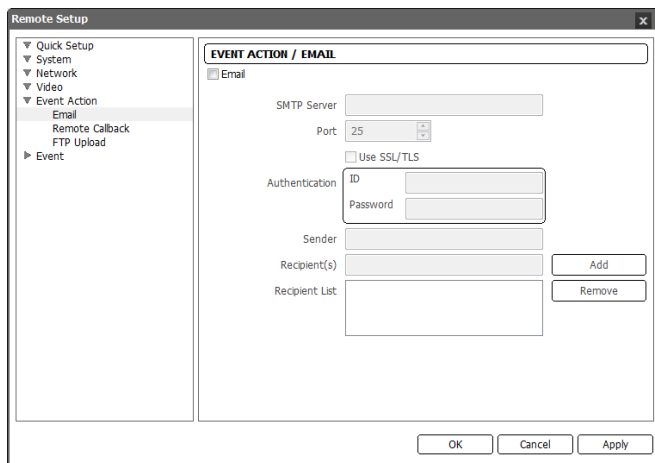 Remote Setup
x
Quick Setup
System
Network
Video
Event Action
Email
Remote Callback
FTP Upload
Event
EVENT ACTION / EMAIL
Email
SMTP Server
Port 25
Use SSL/TLS
Authentication ID
Password
Sender
Recipient(s) Add
Recipient List Remove
OK Cancel Apply